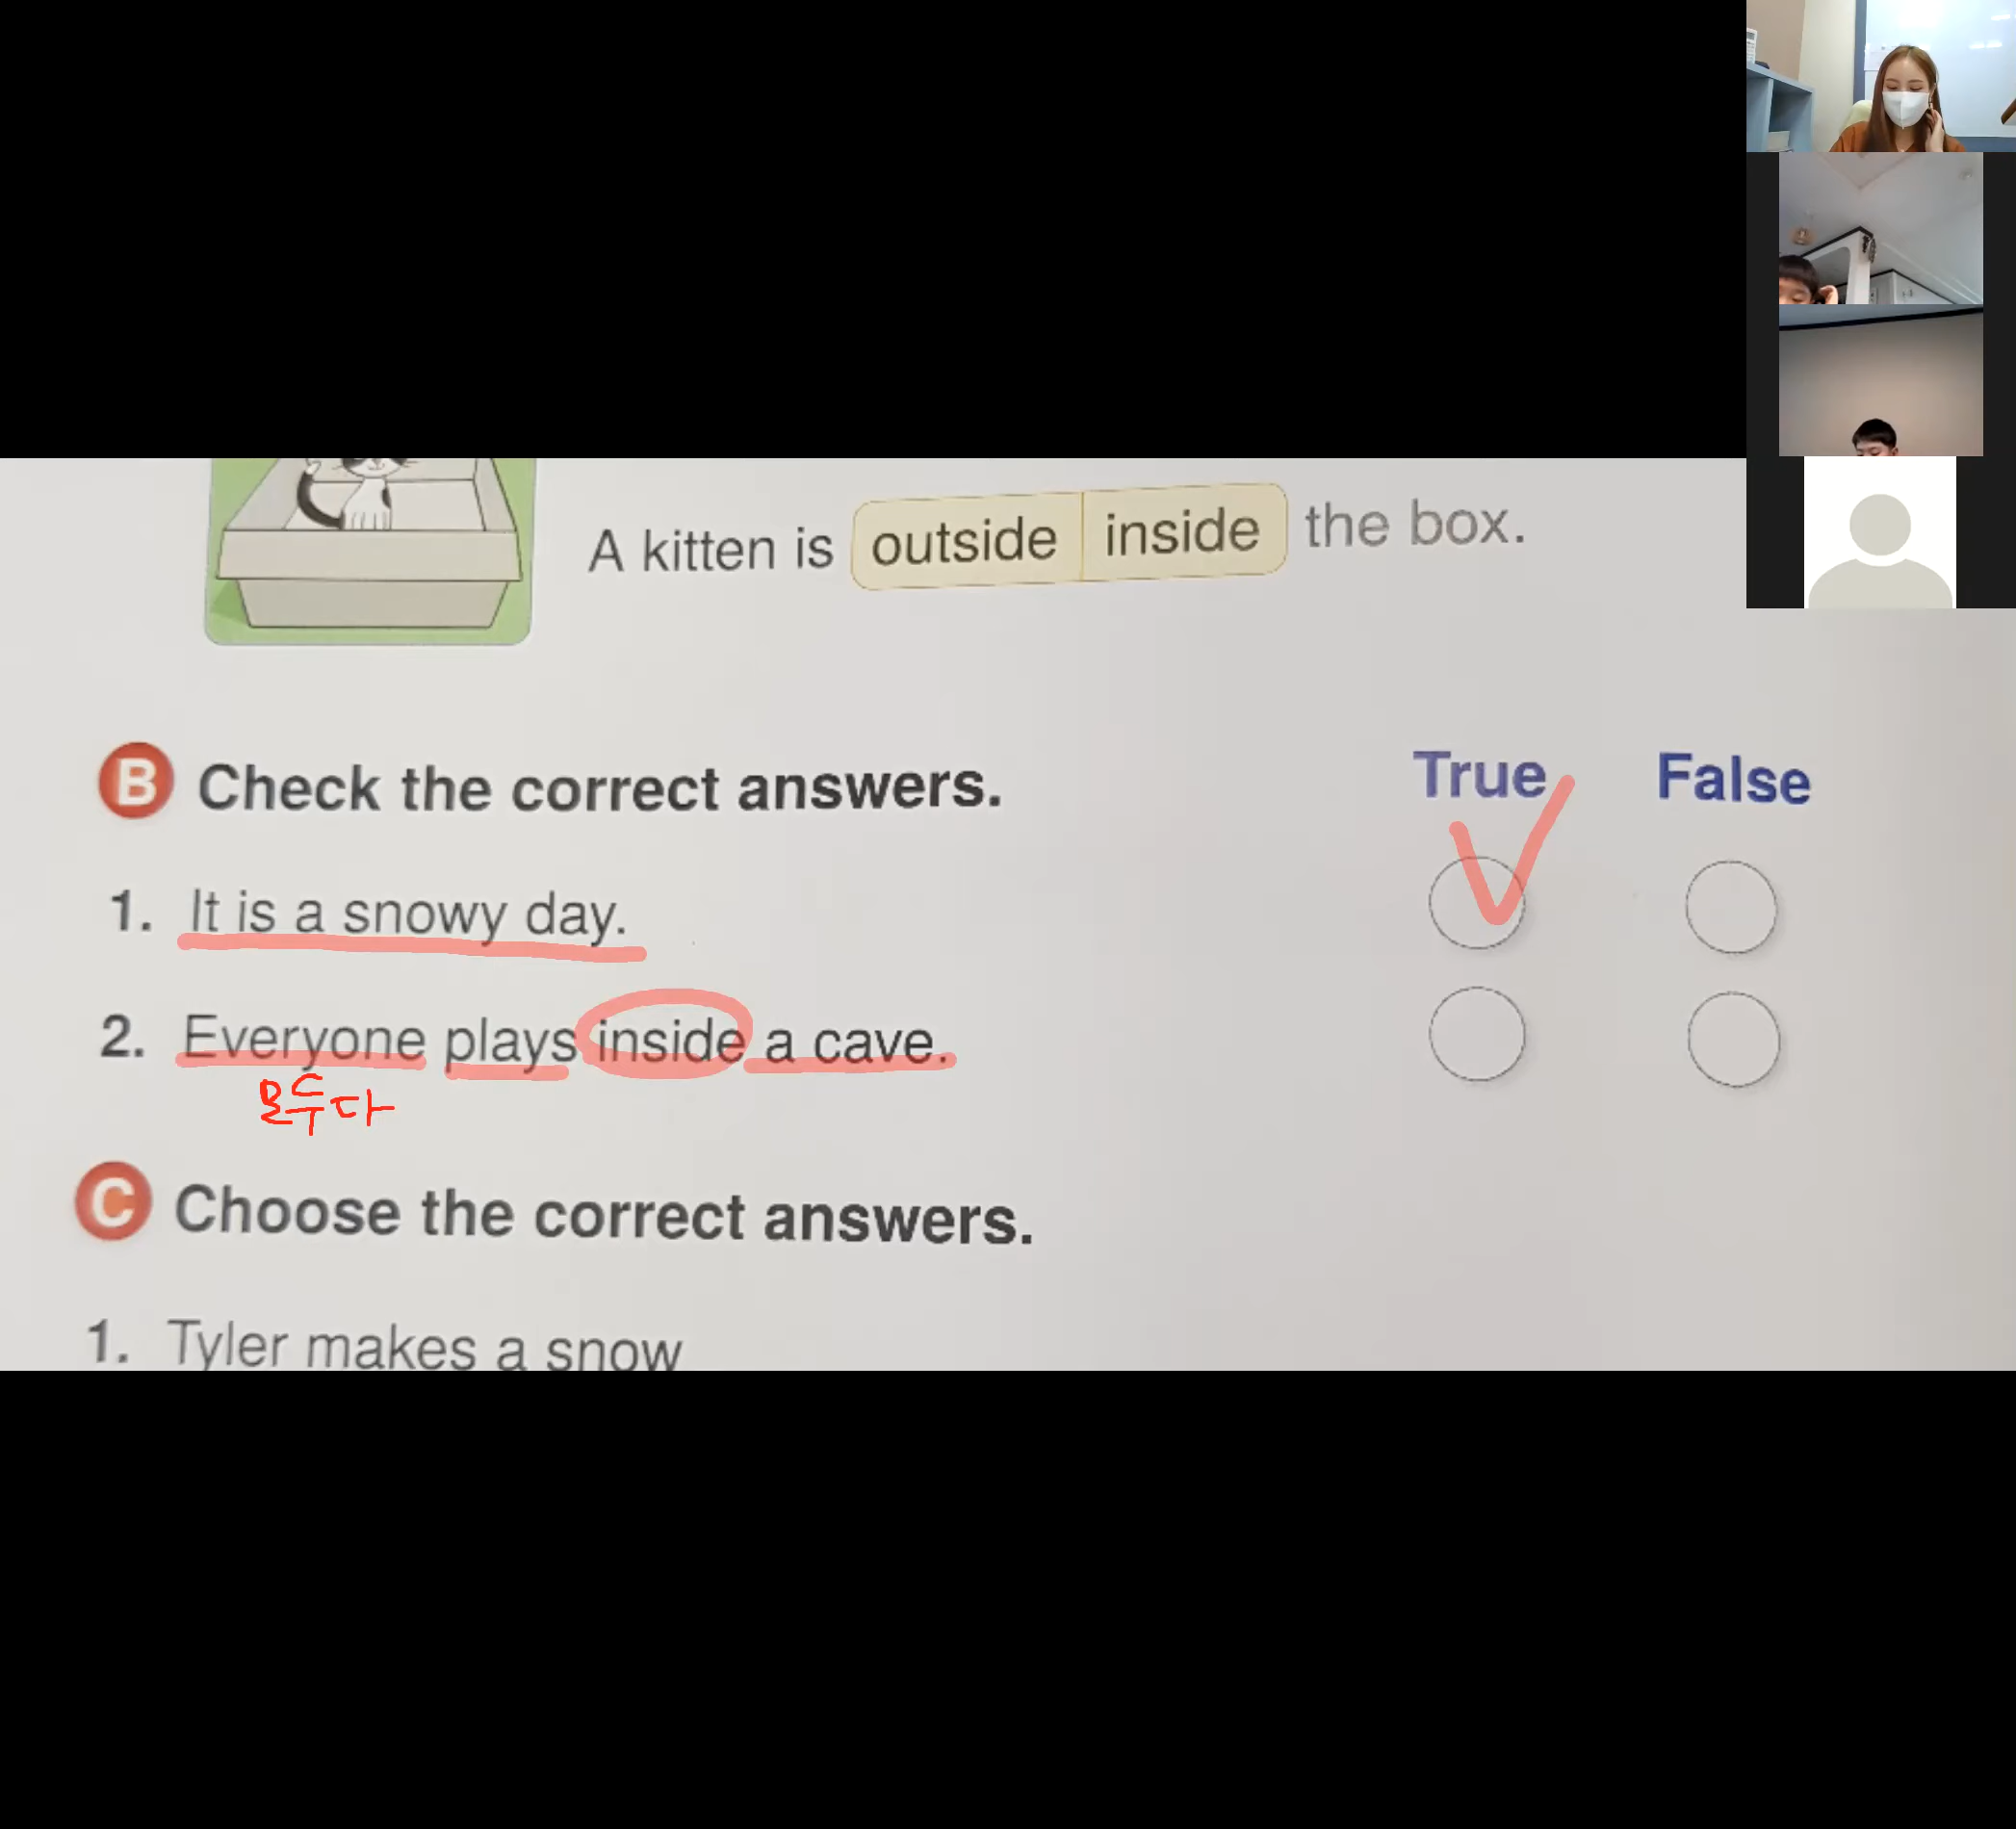 A kitten is outside inside the box.
B Check the correct answers. True False
1. It is a snowy day.
2. Everyone plays inside a cave.
모두다
C Choose the correct answers.
1. Tyler makes a snow